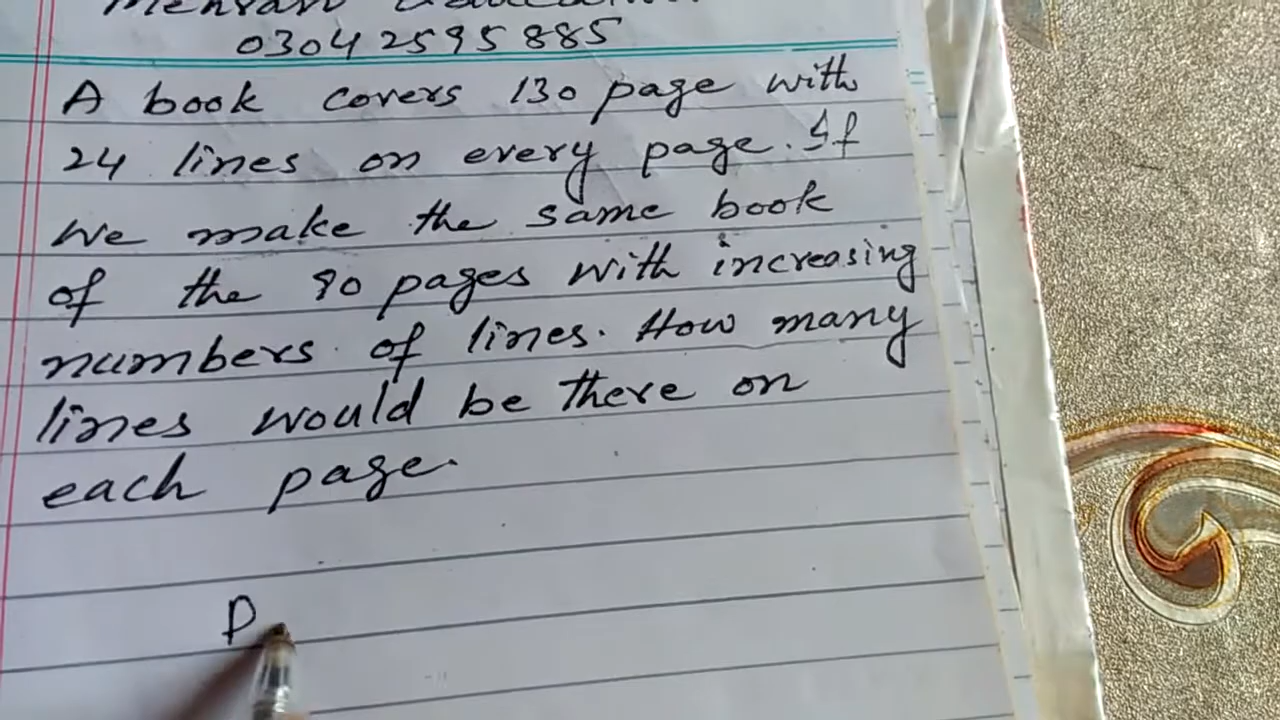 03042595885
A book covers 130 page with
24 lines on every page. If
We make the same book
of the 90 pages with increasing
numbers of lines. How many
lines would be there on
each page.
P